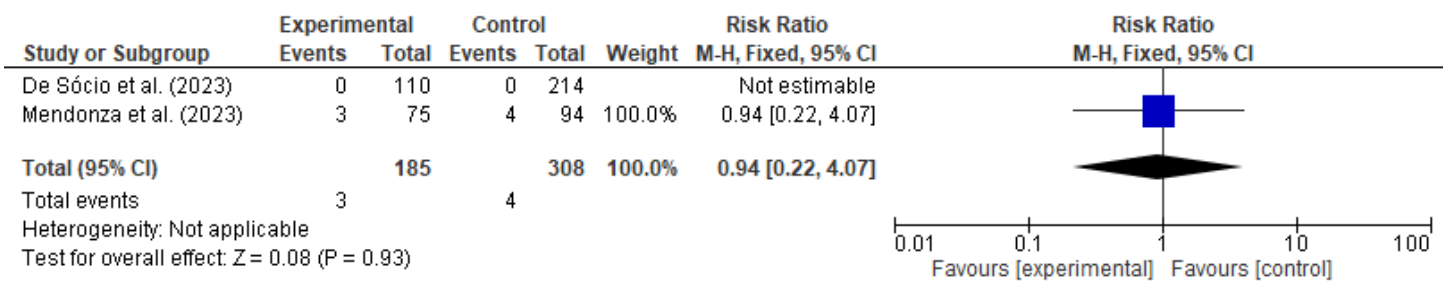 Experimental Control Risk Ratio Risk Ratio
Study or Subgroup Events Total Events Total Weight M-H, Fixed, 95% CI M-H, Fixed, 95% CI
De Sócio et al. (2023) 0 110 0 214 Not estimable
Mendonza et al. (2023) 3 75 4 94 100.0% 0.94 [0.22, 4.07]
Total (95% CI) 185 308 100.0% 0.94 [0.22, 4.07]
Total events 3 4
Heterogeneity: Not applicable
Test for overall effect: Z = 0.08 (P = 0.93)
0.01 0.1 1 10 100
Favours [experimental] Favours [control]